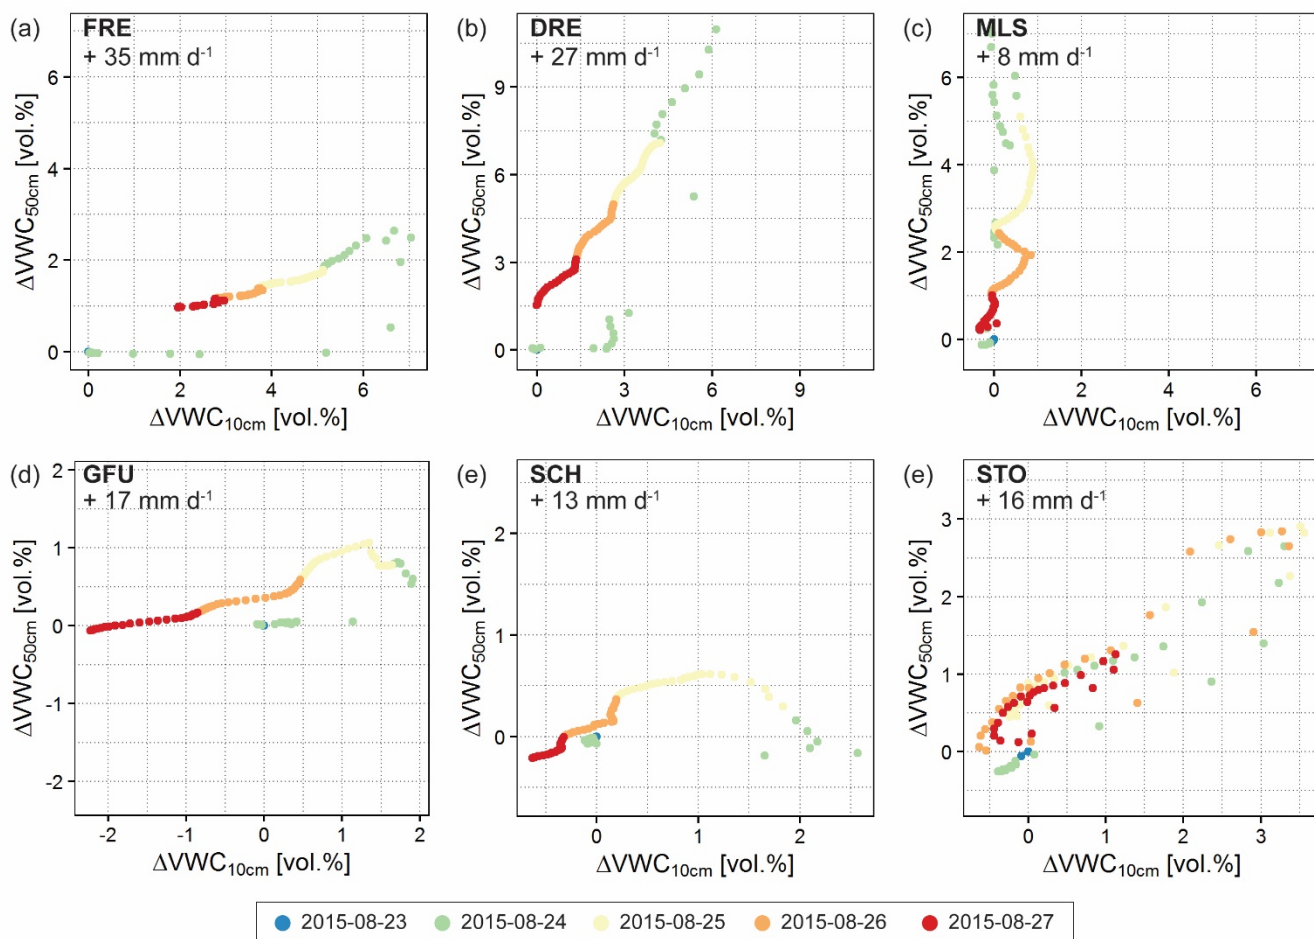 (a) FRE
+ 35 mm d⁻¹
6
4
2
0
0 2 4 6
ΔVWC₅₀cm [vol.%]
ΔVWC₁₀cm [vol.%]
(b) DRE
+ 27 mm d⁻¹
9
6
3
0
0 3 6 9
ΔVWC₅₀cm [vol.%]
ΔVWC₁₀cm [vol.%]
(c) MLS
+ 8 mm d⁻¹
6
4
2
0
0 2 4 6
ΔVWC₅₀cm [vol.%]
ΔVWC₁₀cm [vol.%]
(d) GFU
+ 17 mm d⁻¹
2
1
0
-1
-2
-2 -1 0 1 2
ΔVWC₅₀cm [vol.%]
ΔVWC₁₀cm [vol.%]
(e) SCH
+ 13 mm d⁻¹
2
1
0
0 1 2
ΔVWC₅₀cm [vol.%]
ΔVWC₁₀cm [vol.%]
(e) STO
+ 16 mm d⁻¹
3
2
1
0
0 1 2 3
ΔVWC₅₀cm [vol.%]
ΔVWC₁₀cm [vol.%]
2015-08-23 2015-08-24 2015-08-25 2015-08-26 2015-08-27